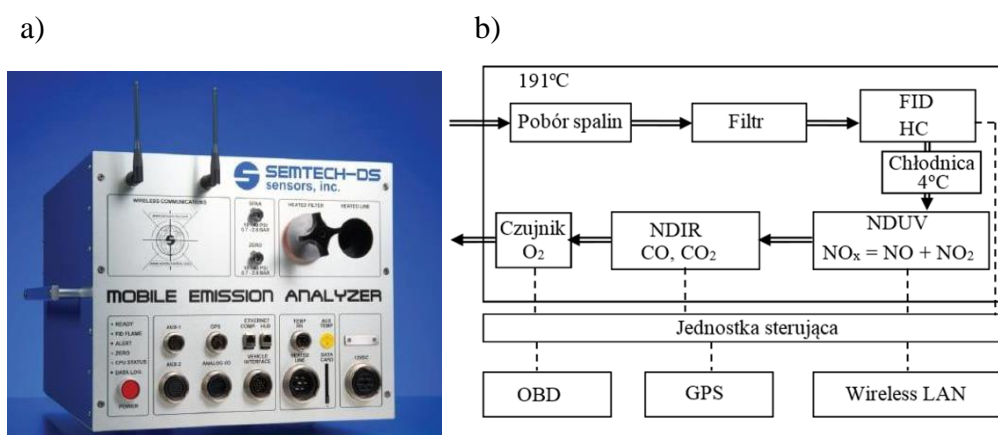 a)
b)
SEMTECH-DS
sensors, inc.
WIRELESS COMMUNICATIONS
SPAN
ZERO
HEATED FILTER
HEATED LINE
MOBILE EMISSION ANALYZER
READY
FID FLAME
ALERT
ZERO
CPU STATUS
DATA LOG
POWER
AUX-1
GPS
ETHERNET
COMP. HUB
AUX-2
ANALOG I/O
VEHICLE
INTERFACE
TEMP
RH
AUX
TEMP
HEATED
LINE
DATA
CARD
12VDC
191°C
Pobór spalin
Filtr
FID
HC
Chłodnica
4°C
Czujnik
O₂
NDIR
CO, CO₂
NDUV
NOₓ = NO + NO₂
Jednostka sterująca
OBD
GPS
Wireless LAN